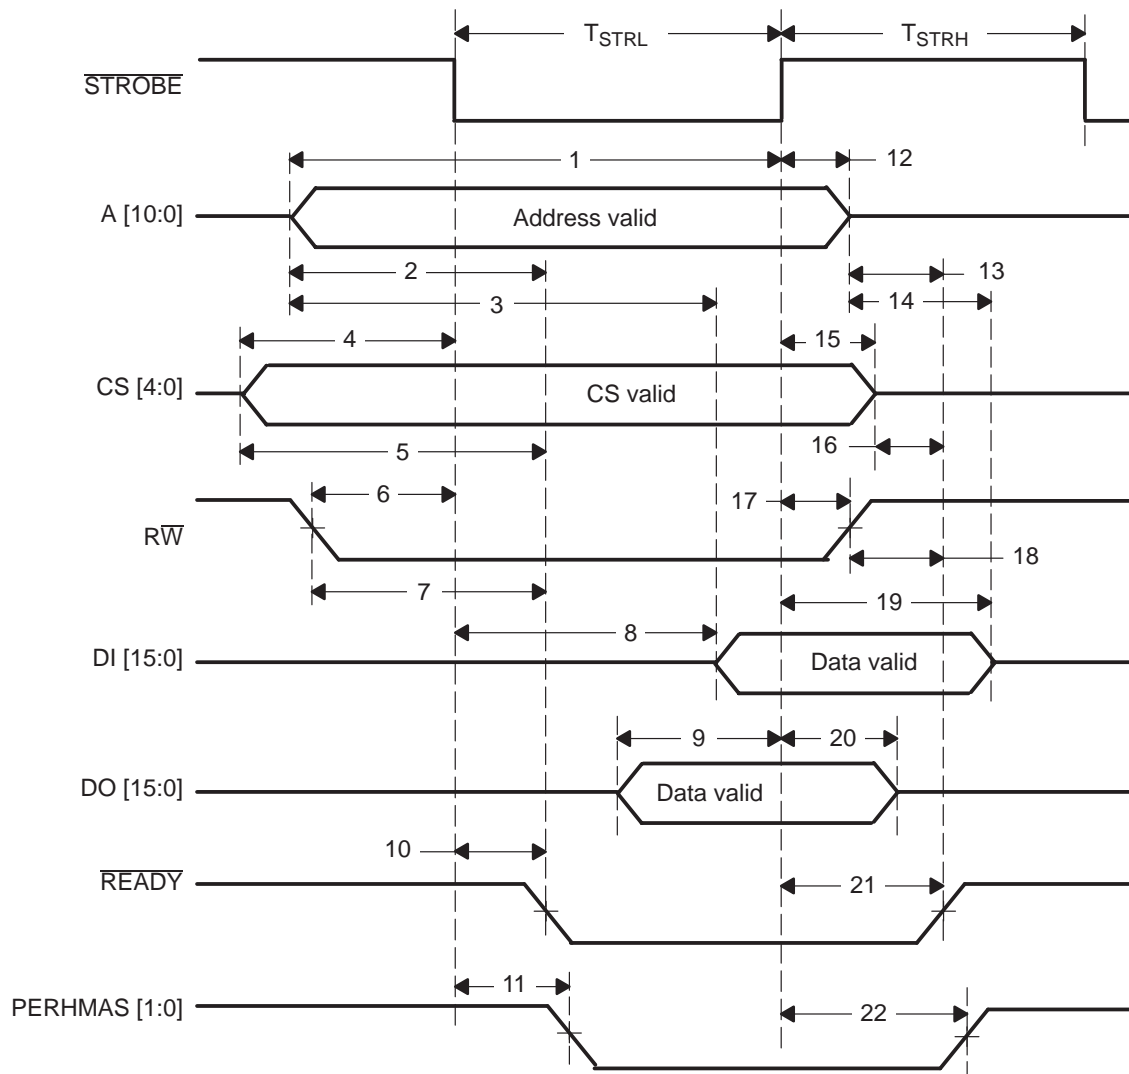 TSTRL TSTRH
STROBE
1 12
A [10:0] Address valid
2 13
3 14
4 15
CS [4:0] CS valid
5 16
6 17
RW
7 18
19
8
DI [15:0] Data valid
9 20
DO [15:0] Data valid
10
READY 21
11
PERHMAS [1:0] 22